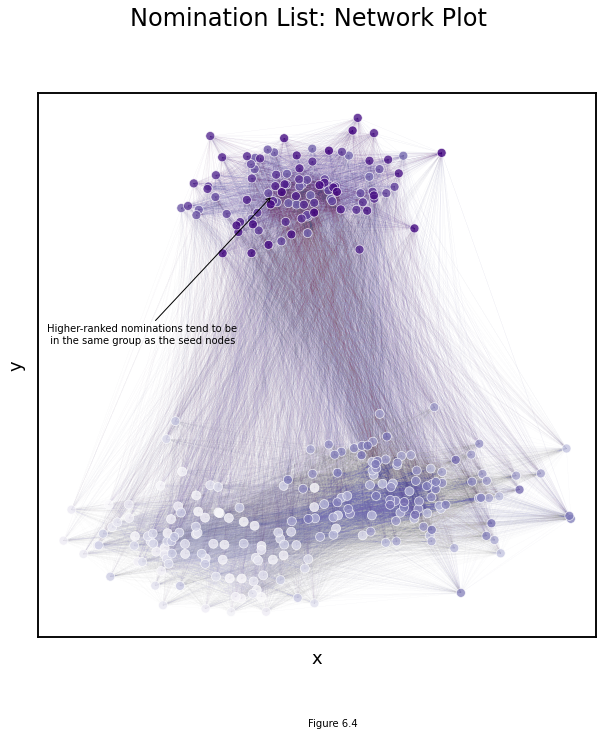 Nomination List: Network Plot
Higher-ranked nominations tend to be
in the same group as the seed nodes
y
x
Figure 6.4